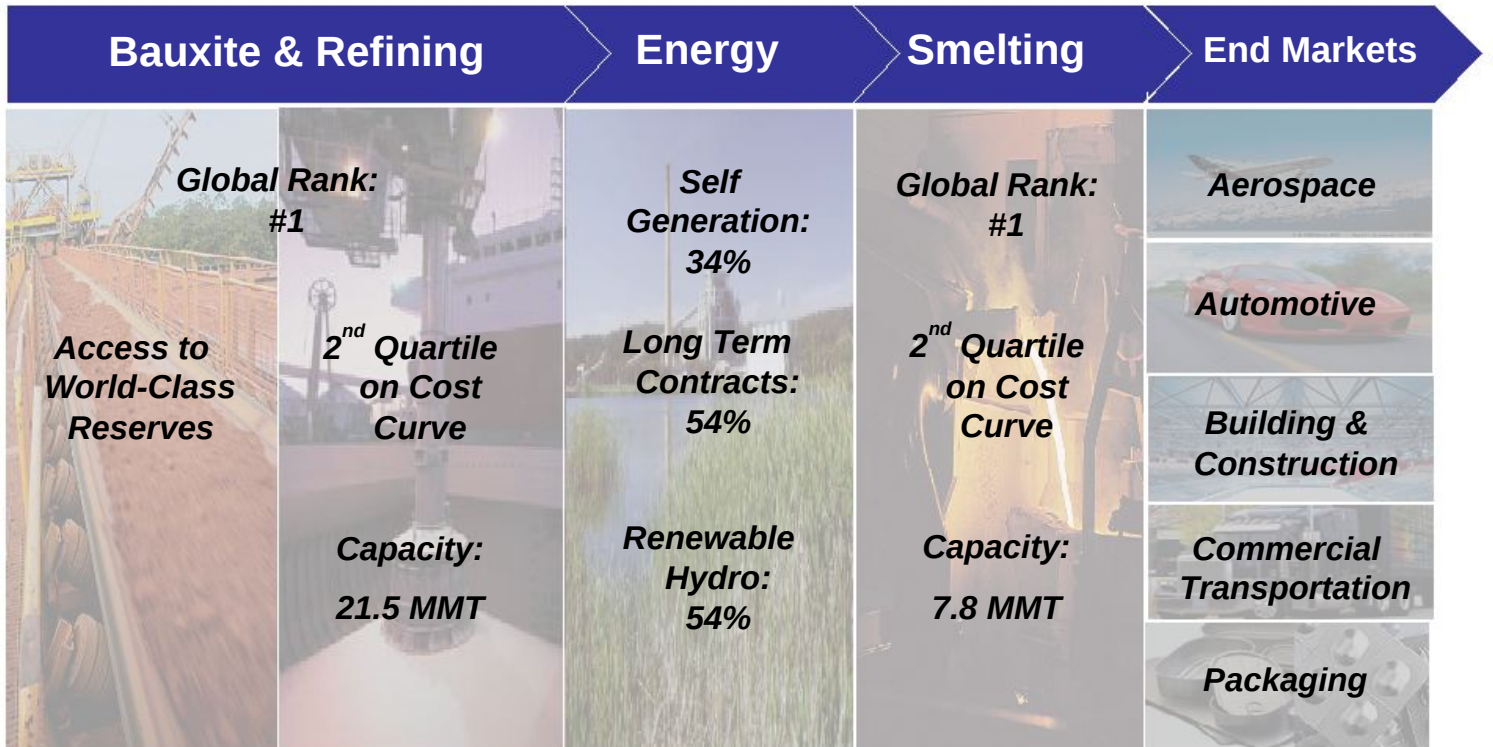 Bauxite & Refining
Energy
Smelting
End Markets
Global Rank:
#1
Access to
World-Class
Reserves
2nd Quartile
on Cost
Curve
Capacity:
21.5 MMT
Self
Generation:
34%
Long Term
Contracts:
54%
Renewable
Hydro:
54%
Global Rank:
#1
2nd Quartile
on Cost
Curve
Capacity:
7.8 MMT
Aerospace
Automotive
Building &
Construction
Commercial
Transportation
Packaging